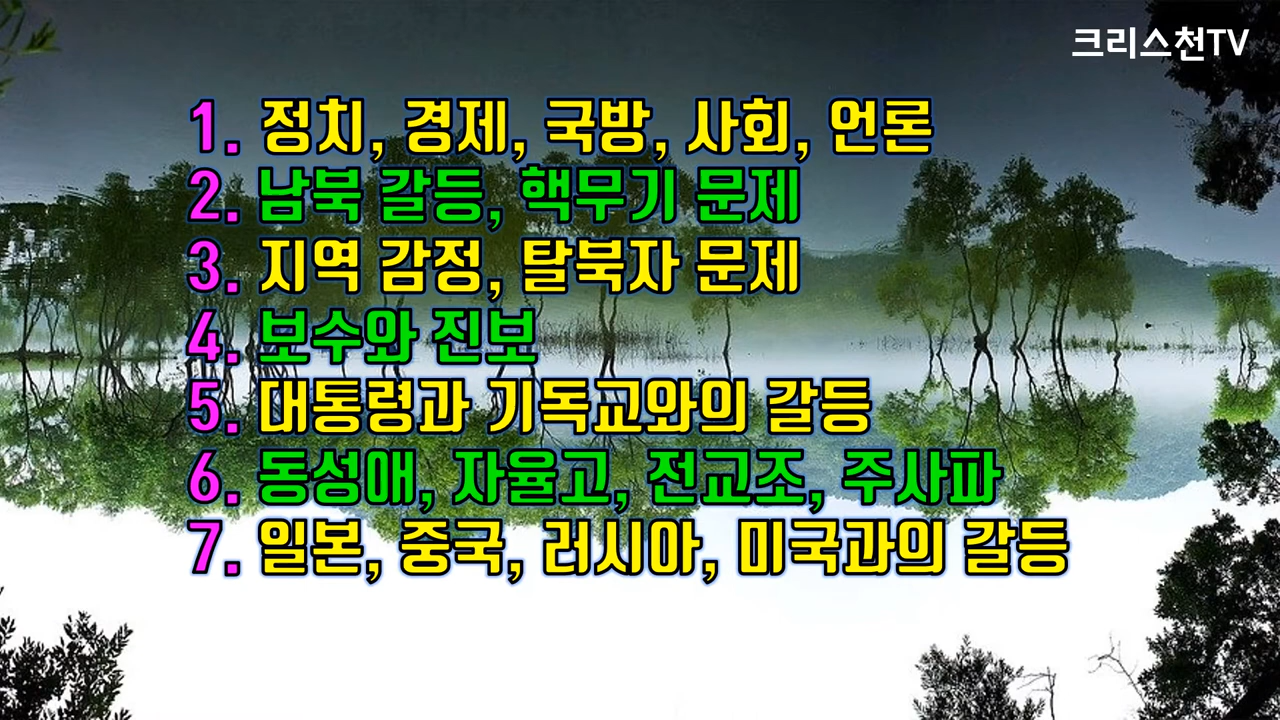 크리스천TV
1. 정치, 경제, 국방, 사회, 언론
2. 남북 갈등, 핵무기 문제
3. 지역 감정, 탈북자 문제
4. 보수와 진보
5. 대통령과 기독교와의 갈등
6. 동성애, 자율고, 전교조, 주사파
7. 일본, 중국, 러시아, 미국과의 갈등